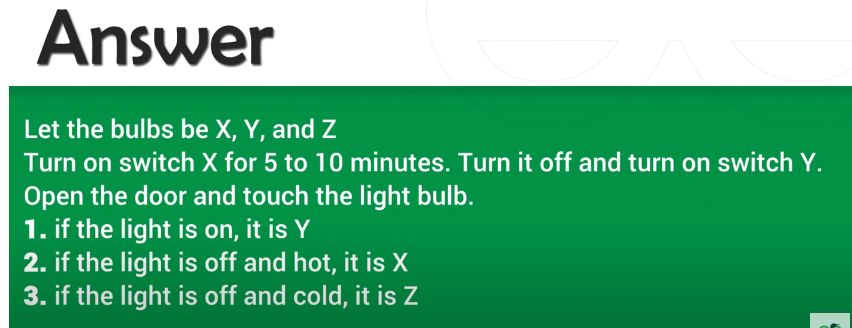 Answer
Let the bulbs be X, Y, and Z
Turn on switch X for 5 to 10 minutes. Turn it off and turn on switch Y.
Open the door and touch the light bulb.
1. if the light is on, it is Y
2. if the light is off and hot, it is X
3. if the light is off and cold, it is Z